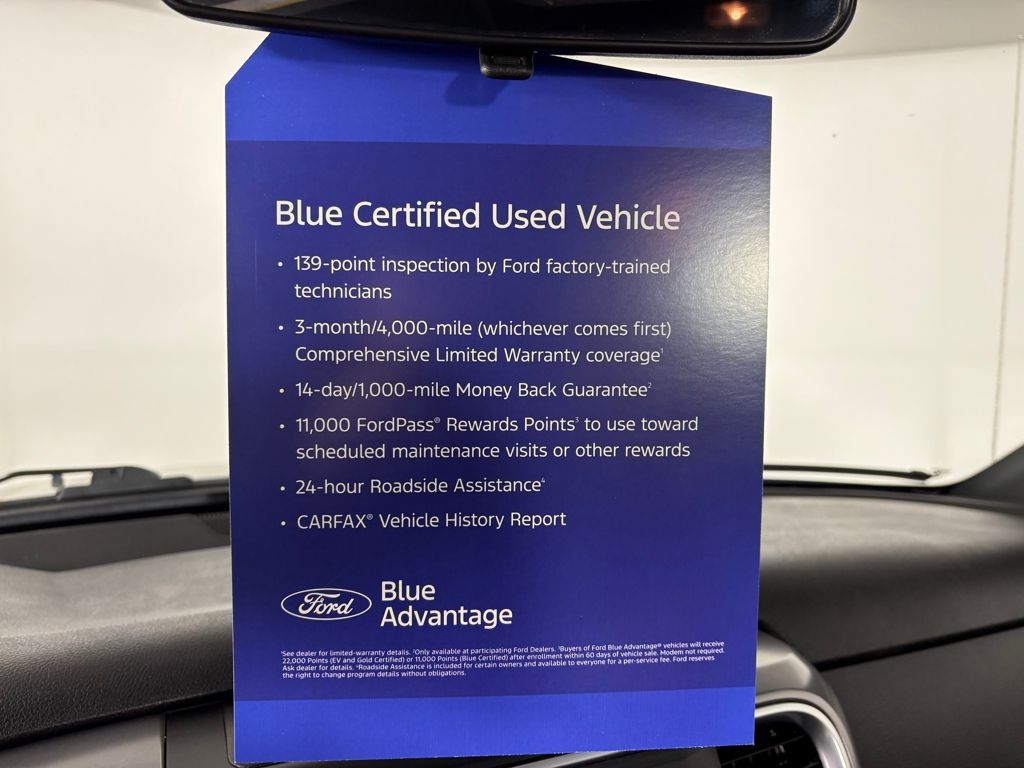 Blue Certified Used Vehicle
• 139-point inspection by Ford factory-trained
technicians
• 3-month/4,000-mile (whichever comes first)
Comprehensive Limited Warranty coverage¹
• 14-day/1,000-mile Money Back Guarantee²
• 11,000 FordPass® Rewards Points³ to use toward
scheduled maintenance visits or other rewards
• 24-hour Roadside Assistance⁴
• CARFAX® Vehicle History Report
Ford
Blue
Advantage
¹See dealer for limited-warranty details. ²Only available at participating Ford Dealers. ³Buyers of Ford Blue Advantage® vehicles will receive
22,000 Points (EV and Gold Certified) or 11,000 Points (Blue Certified) after enrollment within 60 days of vehicle sale. Modem not required.
Ask dealer for details. ⁴Roadside Assistance is included for certain owners and available to everyone for a per-service fee. Ford reserves
the right to change program details without obligations.